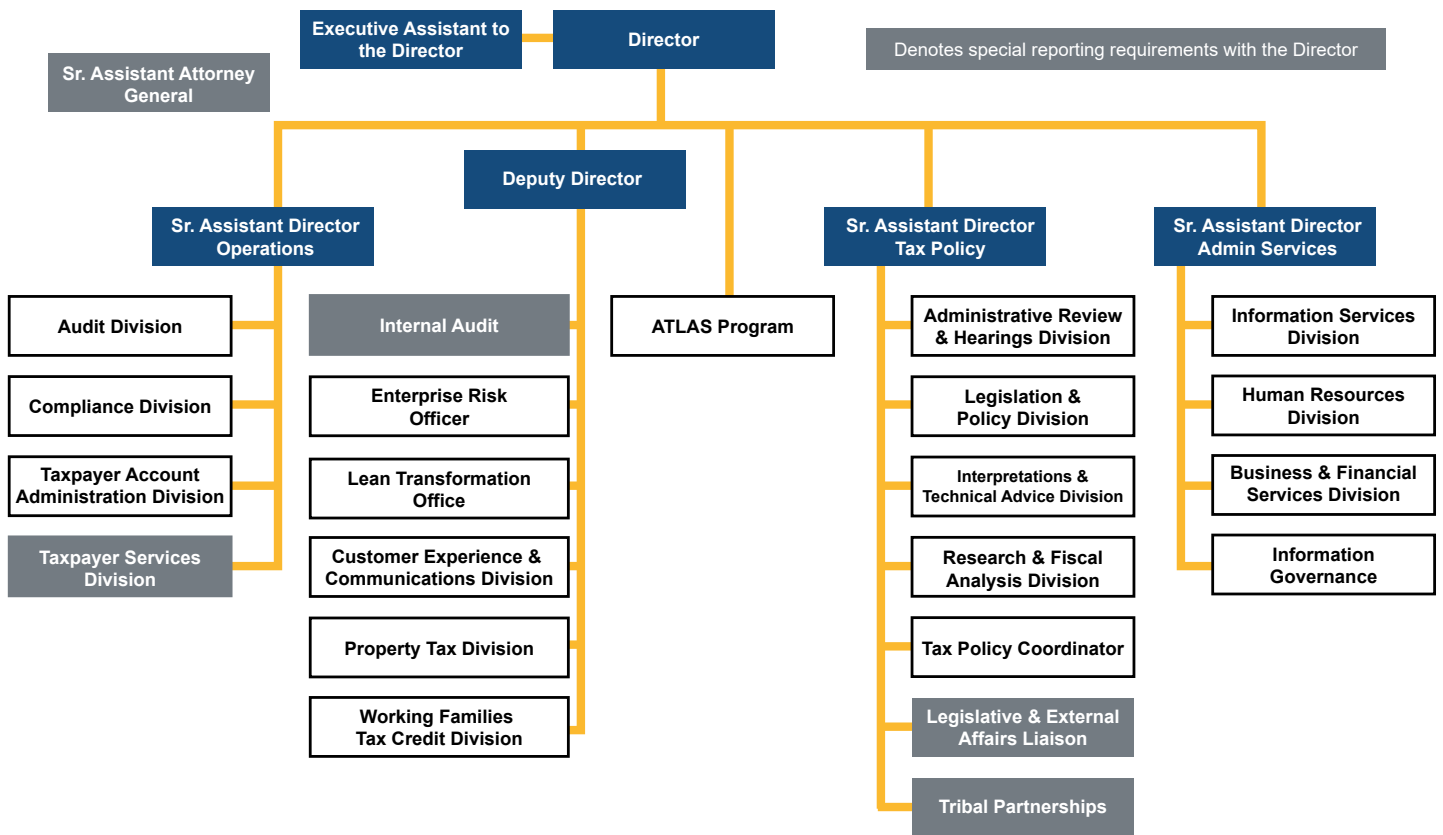 Executive Assistant to
the Director
Director
Denotes special reporting requirements with the Director
Sr. Assistant Attorney
General
Deputy Director
Sr. Assistant Director
Operations
Sr. Assistant Director
Tax Policy
Sr. Assistant Director
Admin Services
Audit Division
Compliance Division
Taxpayer Account
Administration Division
Taxpayer Services
Division
Internal Audit
Enterprise Risk
Officer
Lean Transformation
Office
Customer Experience &
Communications Division
Property Tax Division
Working Families
Tax Credit Division
ATLAS Program
Administrative Review
& Hearings Division
Legislation &
Policy Division
Interpretations &
Technical Advice Division
Research & Fiscal
Analysis Division
Tax Policy Coordinator
Legislative & External
Affairs Liaison
Tribal Partnerships
Information Services
Division
Human Resources
Division
Business & Financial
Services Division
Information
Governance